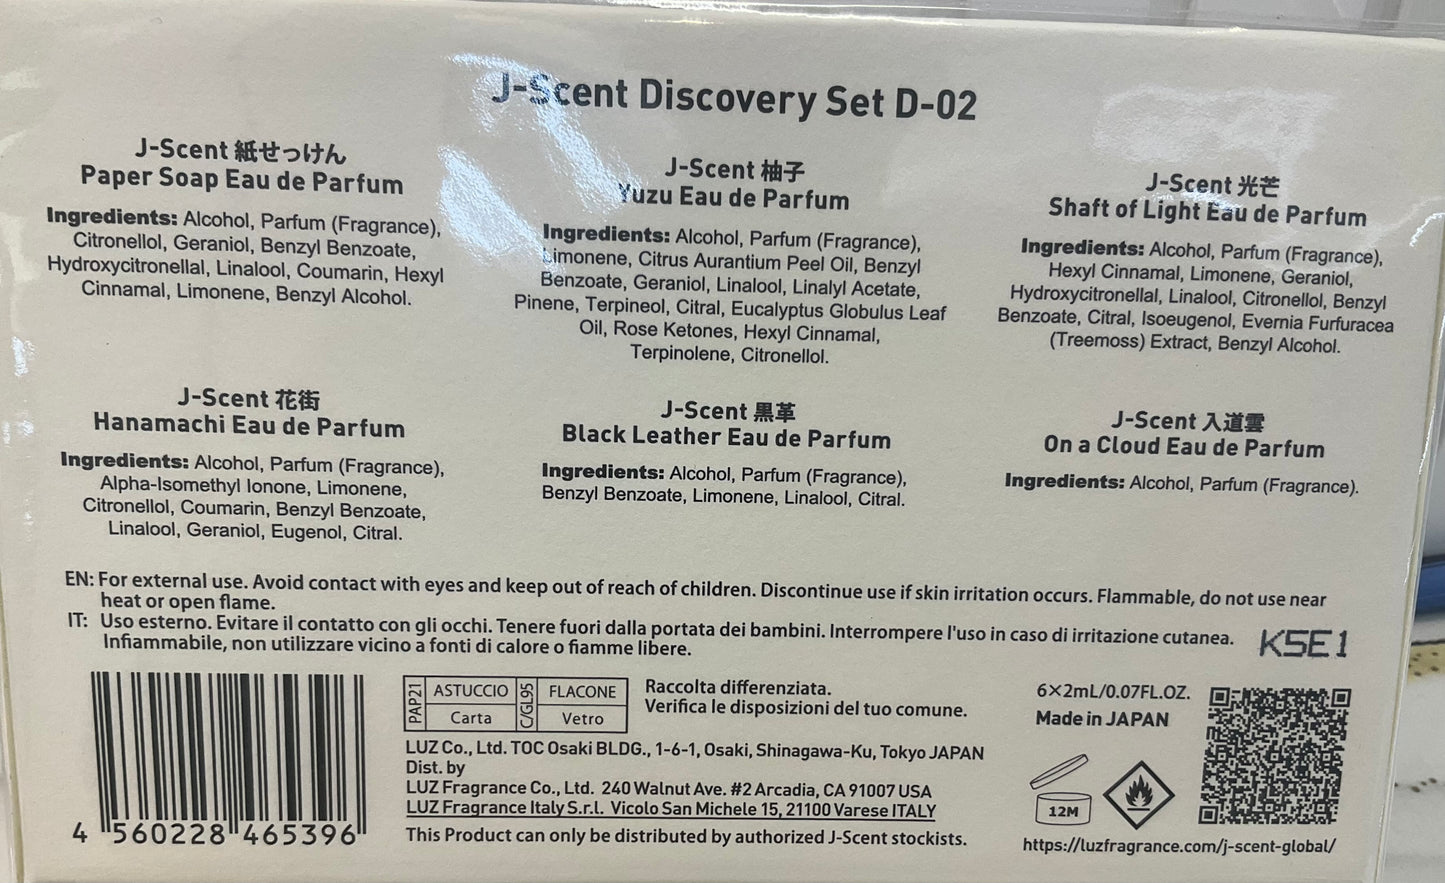 J-Scent Discovery Set D-02
J-Scent 紙せっけん
Paper Soap Eau de Parfum
Ingredients: Alcohol, Parfum (Fragrance),
Citronellol, Geraniol, Benzyl Benzoate,
Hydroxycitronellal, Linalool, Coumarin, Hexyl
Cinnamal, Limonene, Benzyl Alcohol.
J-Scent 柚子
Yuzu Eau de Parfum
Ingredients: Alcohol, Parfum (Fragrance),
Limonene, Citrus Aurantium Peel Oil, Benzyl
Benzoate, Geraniol, Linalool, Linalyl Acetate,
Pinene, Terpineol, Citral, Eucalyptus Globulus Leaf
Oil, Rose Ketones, Hexyl Cinnamal,
Terpinolene, Citronellol.
J-Scent 光芒
Shaft of Light Eau de Parfum
Ingredients: Alcohol, Parfum (Fragrance),
Hexyl Cinnamal, Limonene, Geraniol,
Hydroxycitronellal, Linalool, Citronellol, Benzyl
Benzoate, Citral, Isoeugenol, Evernia Furfuracea
(Treemoss) Extract, Benzyl Alcohol.
J-Scent 花街
Hanamachi Eau de Parfum
Ingredients: Alcohol, Parfum (Fragrance),
Alpha-Isomethyl Ionone, Limonene,
Citronellol, Coumarin, Benzyl Benzoate,
Linalool, Geraniol, Eugenol, Citral.
J-Scent 黒革
Black Leather Eau de Parfum
Ingredients: Alcohol, Parfum (Fragrance),
Benzyl Benzoate, Limonene, Linalool, Citral.
J-Scent 入道雲
On a Cloud Eau de Parfum
Ingredients: Alcohol, Parfum (Fragrance).
EN: For external use. Avoid contact with eyes and keep out of reach of children. Discontinue use if skin irritation occurs. Flammable, do not use near
heat or open flame.
IT: Uso esterno. Evitare il contatto con gli occhi. Tenere fuori dalla portata dei bambini. Interrompere l'uso in caso di irritazione cutanea.
Infiammabile, non utilizzare vicino a fonti di calore o fiamme libere.
K5E1
4 560228 465396
PAP21
ASTUCCIO
Carta
C/GL95
FLACONE
Vetro
Raccolta differenziata.
Verifica le disposizioni del tuo comune.
LUZ Co., Ltd. TOC Osaki BLDG., 1-6-1, Osaki, Shinagawa-Ku, Tokyo JAPAN
Dist. by
LUZ Fragrance Co., Ltd. 240 Walnut Ave. #2 Arcadia, CA 91007 USA
LUZ Fragrance Italy S.r.l. Vicolo San Michele 15, 21100 Varese ITALY
This Product can only be distributed by authorized J-Scent stockists.
6×2mL/0.07FL.OZ.
Made in JAPAN
12M
https://luzfragrance.com/j-scent-global/